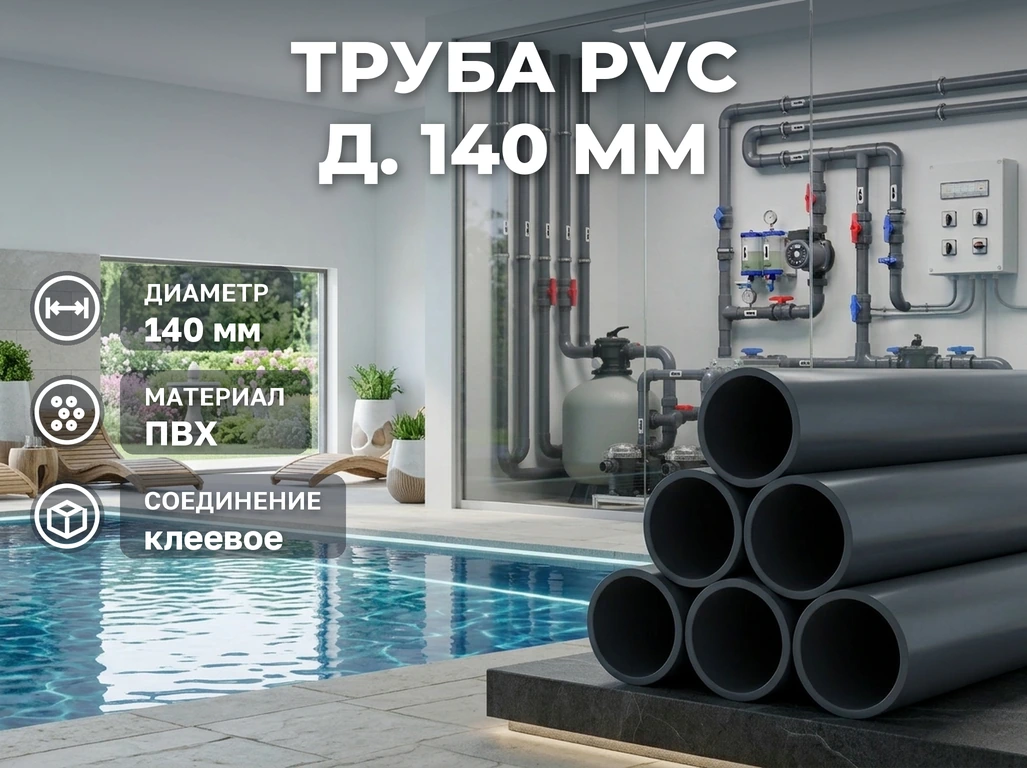 ТРУБА PVC
Д. 140 ММ
ДИАМЕТР
140 мм
МАТЕРИАЛ
ПВХ
СОЕДИНЕНИЕ
клеевое